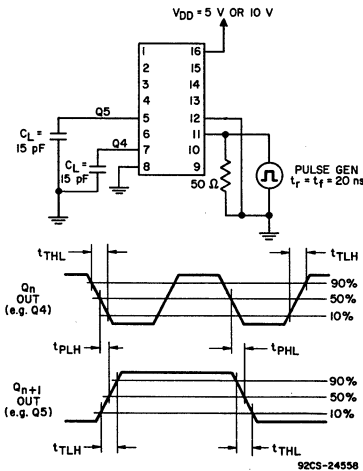 VDD = 5 V OR 10 V
1 16
2 15
3 14
4 13
Q5 5 12
6 11
Q4 7 10
8 9
CL = 15 pF
CL = 15 pF
50 Ω
PULSE GEN
tr = tf = 20 ns
tTHL
tTLH
Qn
OUT
(e.g. Q4)
90%
50%
10%
tPLH
tPHL
Qn+1
OUT
(e.g. Q5)
90%
50%
10%
tTLH
tTHL
92CS-24558